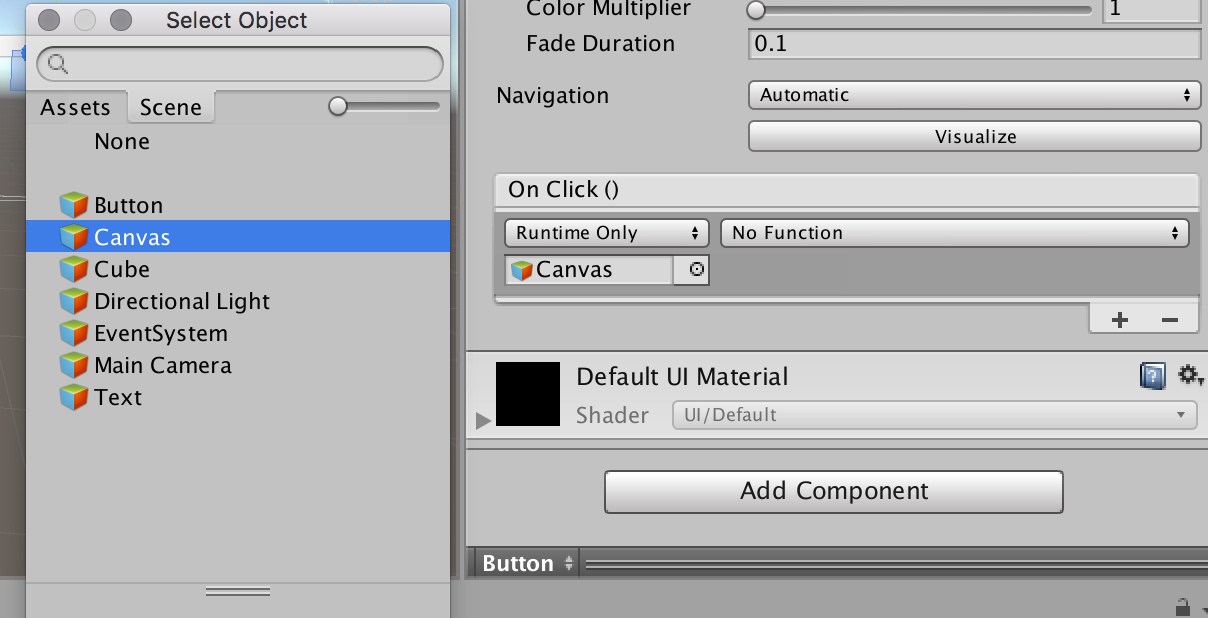 Select Object
Assets Scene
None
Button
Canvas
Cube
Directional Light
EventSystem
Main Camera
Text
Color Multiplier 1
Fade Duration 0.1
Navigation Automatic
Visualize
On Click ()
Runtime Only No Function
Canvas
+ −
Default UI Material
Shader UI/Default
Add Component
Button